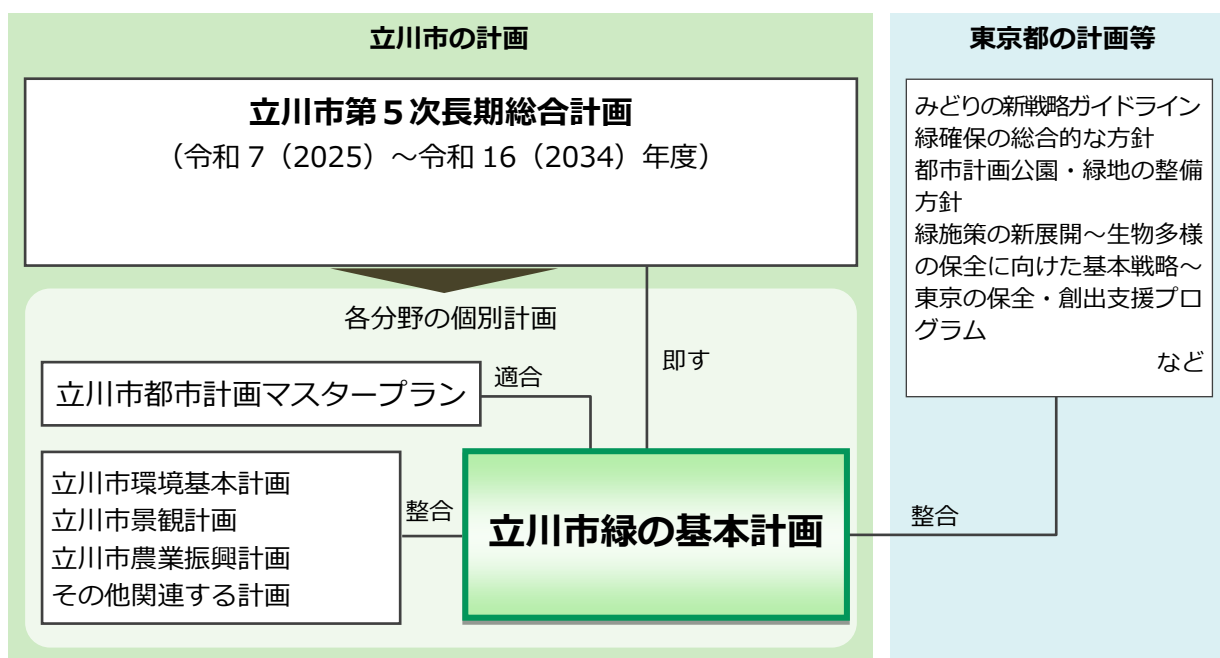 立川市の計画
立川市第５次長期総合計画
（令和 7（2025）～令和 16（2034）年度）
各分野の個別計画
立川市都市計画マスタープラン
適合
即す
立川市環境基本計画
立川市景観計画
立川市農業振興計画
その他関連する計画
整合
立川市緑の基本計画
整合
東京都の計画等
みどりの新戦略ガイドライン
緑確保の総合的な方針
都市計画公園・緑地の整備
方針
緑施策の新展開～生物多様
の保全に向けた基本戦略～
東京の保全・創出支援プロ
グラム
など